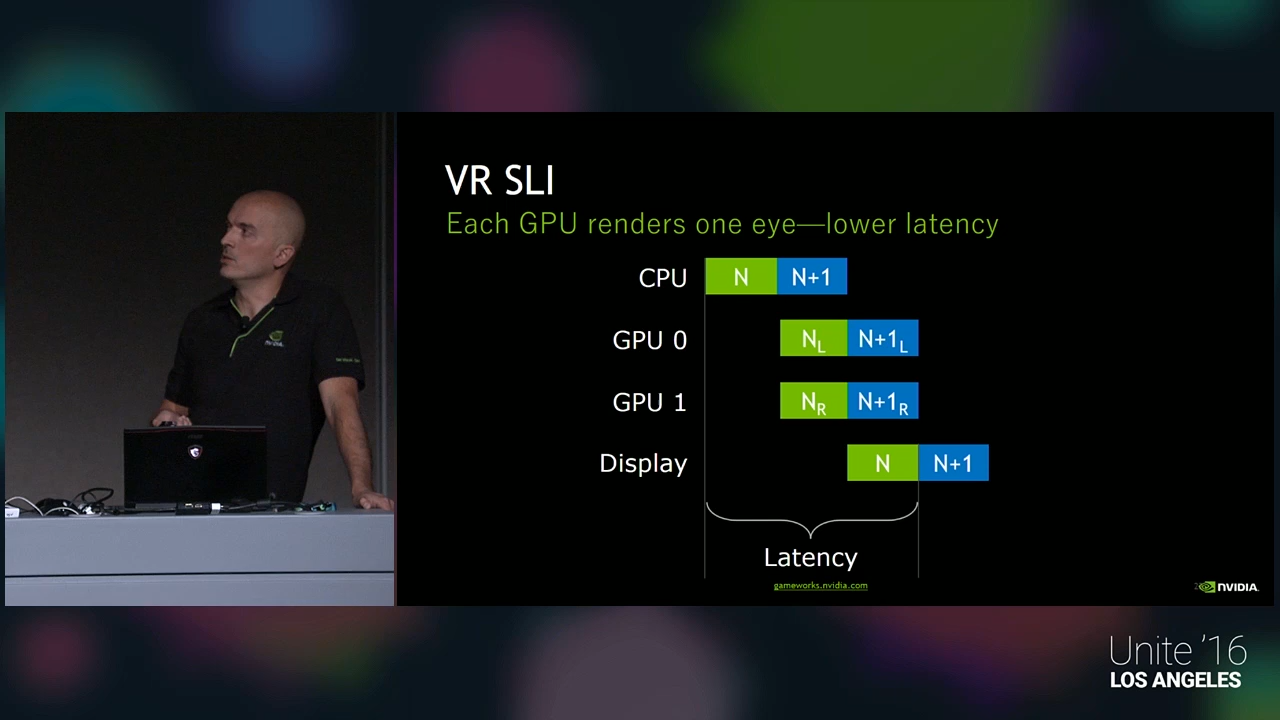 VR SLI
Each GPU renders one eye—lower latency
CPU N N+1
GPU 0 NL N+1L
GPU 1 NR N+1R
Display N N+1
Latency
gameworks.nvidia.com
NVIDIA.
Unite '16
LOS ANGELES